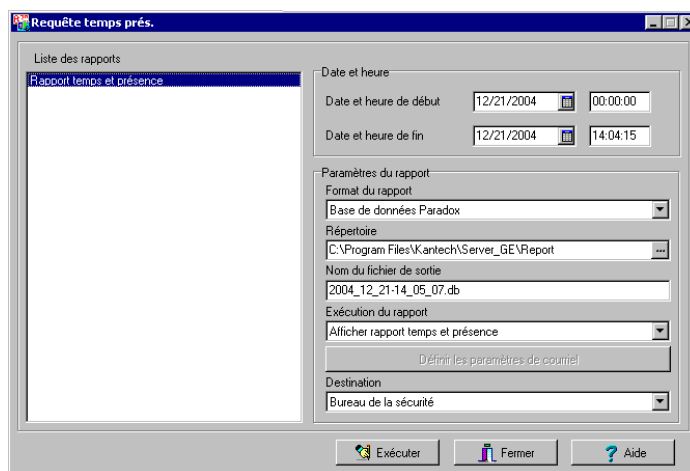 Requête temps prés.
Liste des rapports
Rapport temps et présence
Date et heure
Date et heure de début 12/21/2004 00:00:00
Date et heure de fin 12/21/2004 14:04:15
Paramètres du rapport
Format du rapport
Base de données Paradox
Répertoire
C:\Program Files\Kantech\Server_GE\Report ...
Nom du fichier de sortie
2004_12_21-14_05_07.db
Exécution du rapport
Afficher rapport temps et présence
Définir les paramètres de courriel
Destination
Bureau de la sécurité
Exécuter Fermer ? Aide